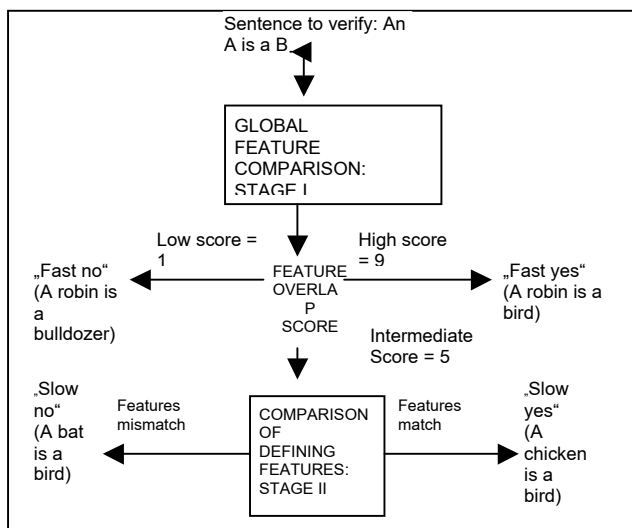 Sentence to verify: An
A is a B
GLOBAL
FEATURE
COMPARISON:
STAGE I
Low score =
1
High score
= 9
„Fast no“
(A robin is
a
bulldozer)
FEATURE
OVERLA
P
SCORE
„Fast yes“
(A robin is a
bird)
Intermediate
Score = 5
„Slow
no“
(A bat
is a
bird)
Features
mismatch
COMPARISON
OF
DEFINING
FEATURES:
STAGE II
Features
match
„Slow
yes“
(A
chicken
is a
bird)